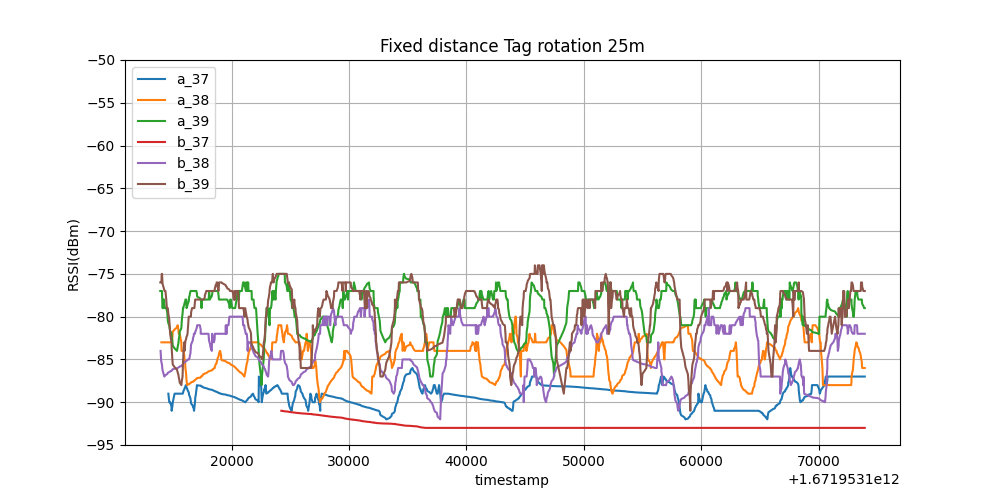 Fixed distance Tag rotation 25m
RSSI(dBm)
−50
−55
−60
−65
−70
−75
−80
−85
−90
−95
a_37
a_38
a_39
b_37
b_38
b_39
20000 30000 40000 50000 60000 70000
timestamp
+1.6719531e12